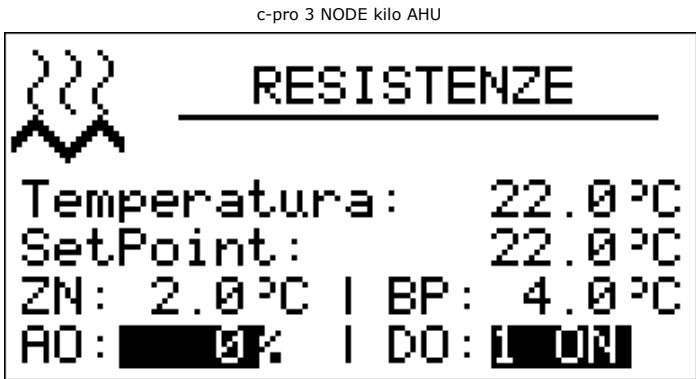 c-pro 3 NODE kilo AHU
RESISTENZE
Temperatura: 22.0°C
SetPoint: 22.0°C
ZN: 2.0°C | BP: 4.0°C
AO: 0% | DO: 1 ON